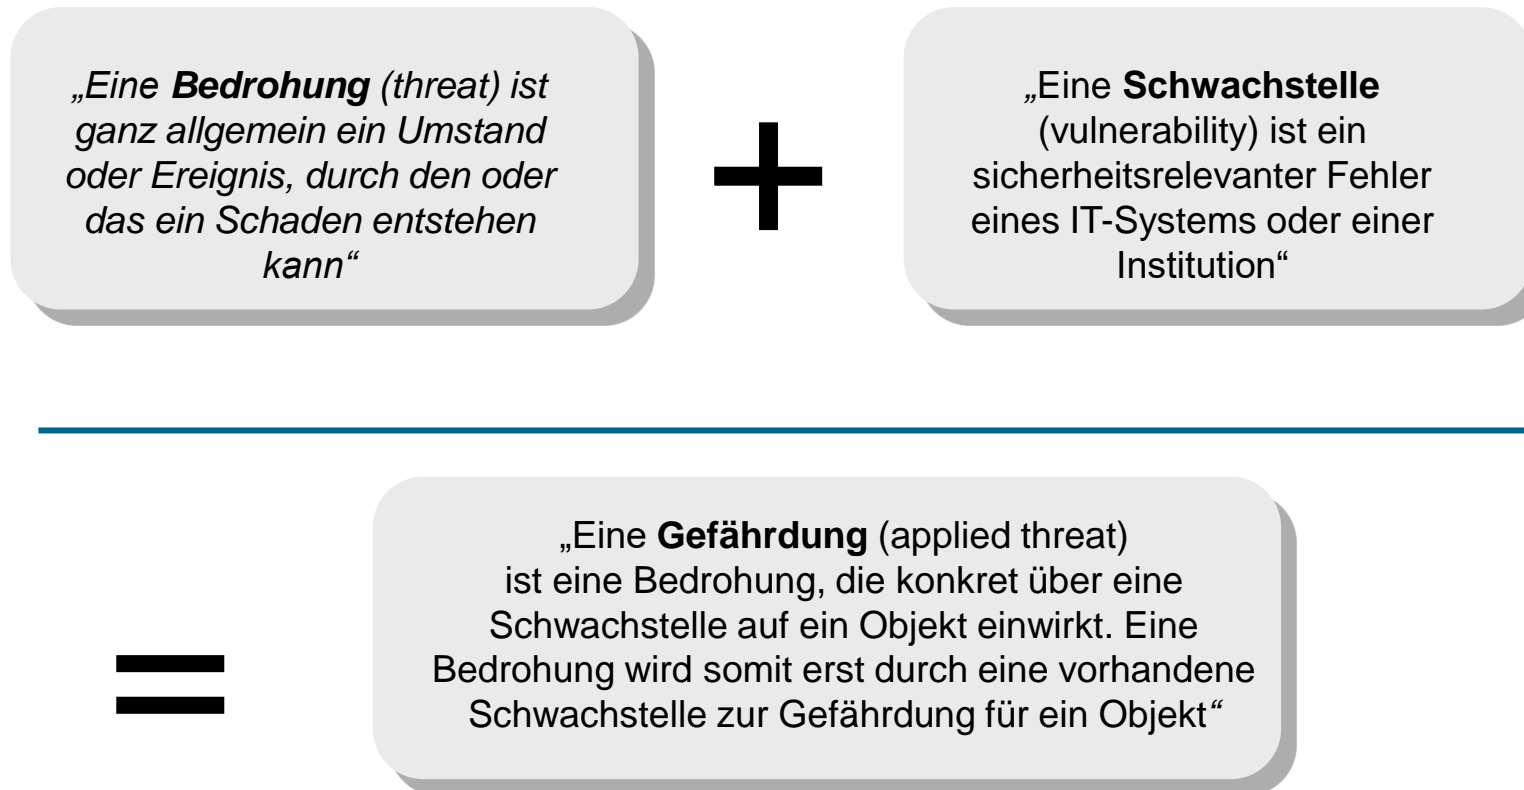 „Eine Bedrohung (threat) ist
ganz allgemein ein Umstand
oder Ereignis, durch den oder
das ein Schaden entstehen
kann“
+
„Eine Schwachstelle
(vulnerability) ist ein
sicherheitsrelevanter Fehler
eines IT-Systems oder einer
Institution“
=
„Eine Gefährdung (applied threat)
ist eine Bedrohung, die konkret über eine
Schwachstelle auf ein Objekt einwirkt. Eine
Bedrohung wird somit erst durch eine vorhandene
Schwachstelle zur Gefährdung für ein Objekt“